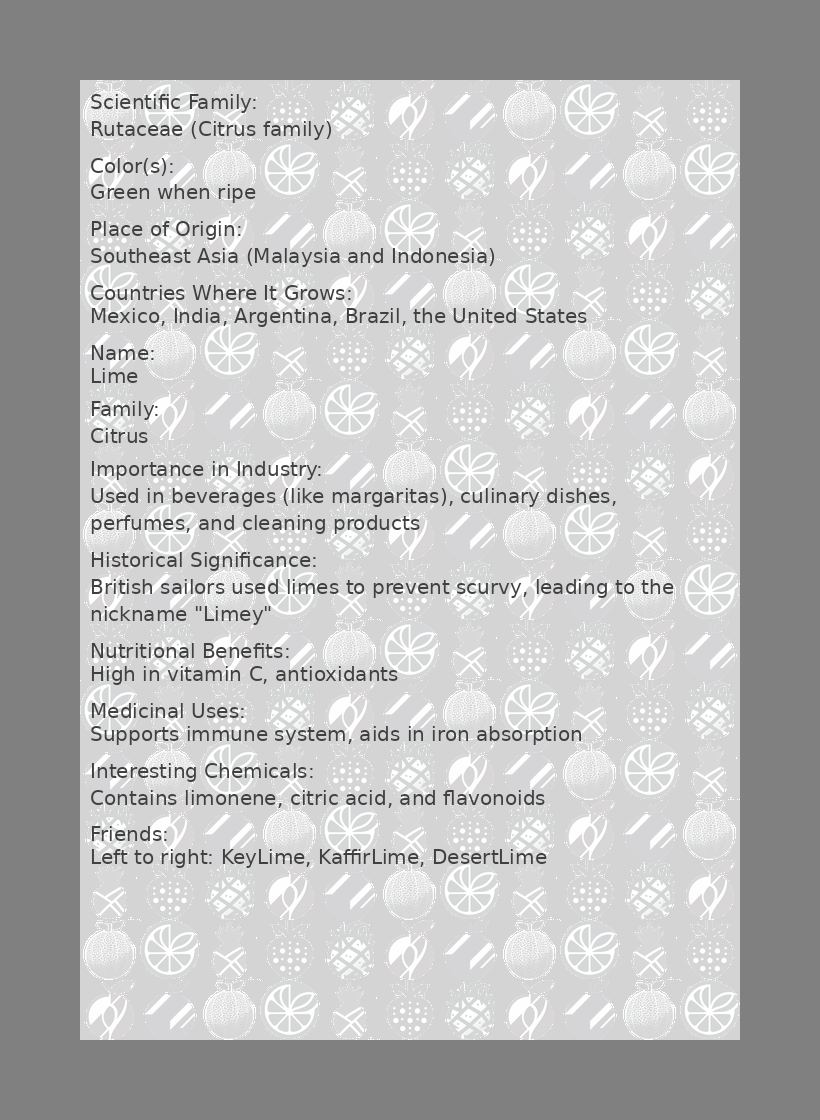 Scientific Family:
Rutaceae (Citrus family)
Color(s):
Green when ripe
Place of Origin:
Southeast Asia (Malaysia and Indonesia)
Countries Where It Grows:
Mexico, India, Argentina, Brazil, the United States
Name:
Lime
Family:
Citrus
Importance in Industry:
Used in beverages (like margaritas), culinary dishes,
perfumes, and cleaning products
Historical Significance:
British sailors used limes to prevent scurvy, leading to the
nickname "Limey"
Nutritional Benefits:
High in vitamin C, antioxidants
Medicinal Uses:
Supports immune system, aids in iron absorption
Interesting Chemicals:
Contains limonene, citric acid, and flavonoids
Friends:
Left to right: KeyLime, KaffirLime, DesertLime